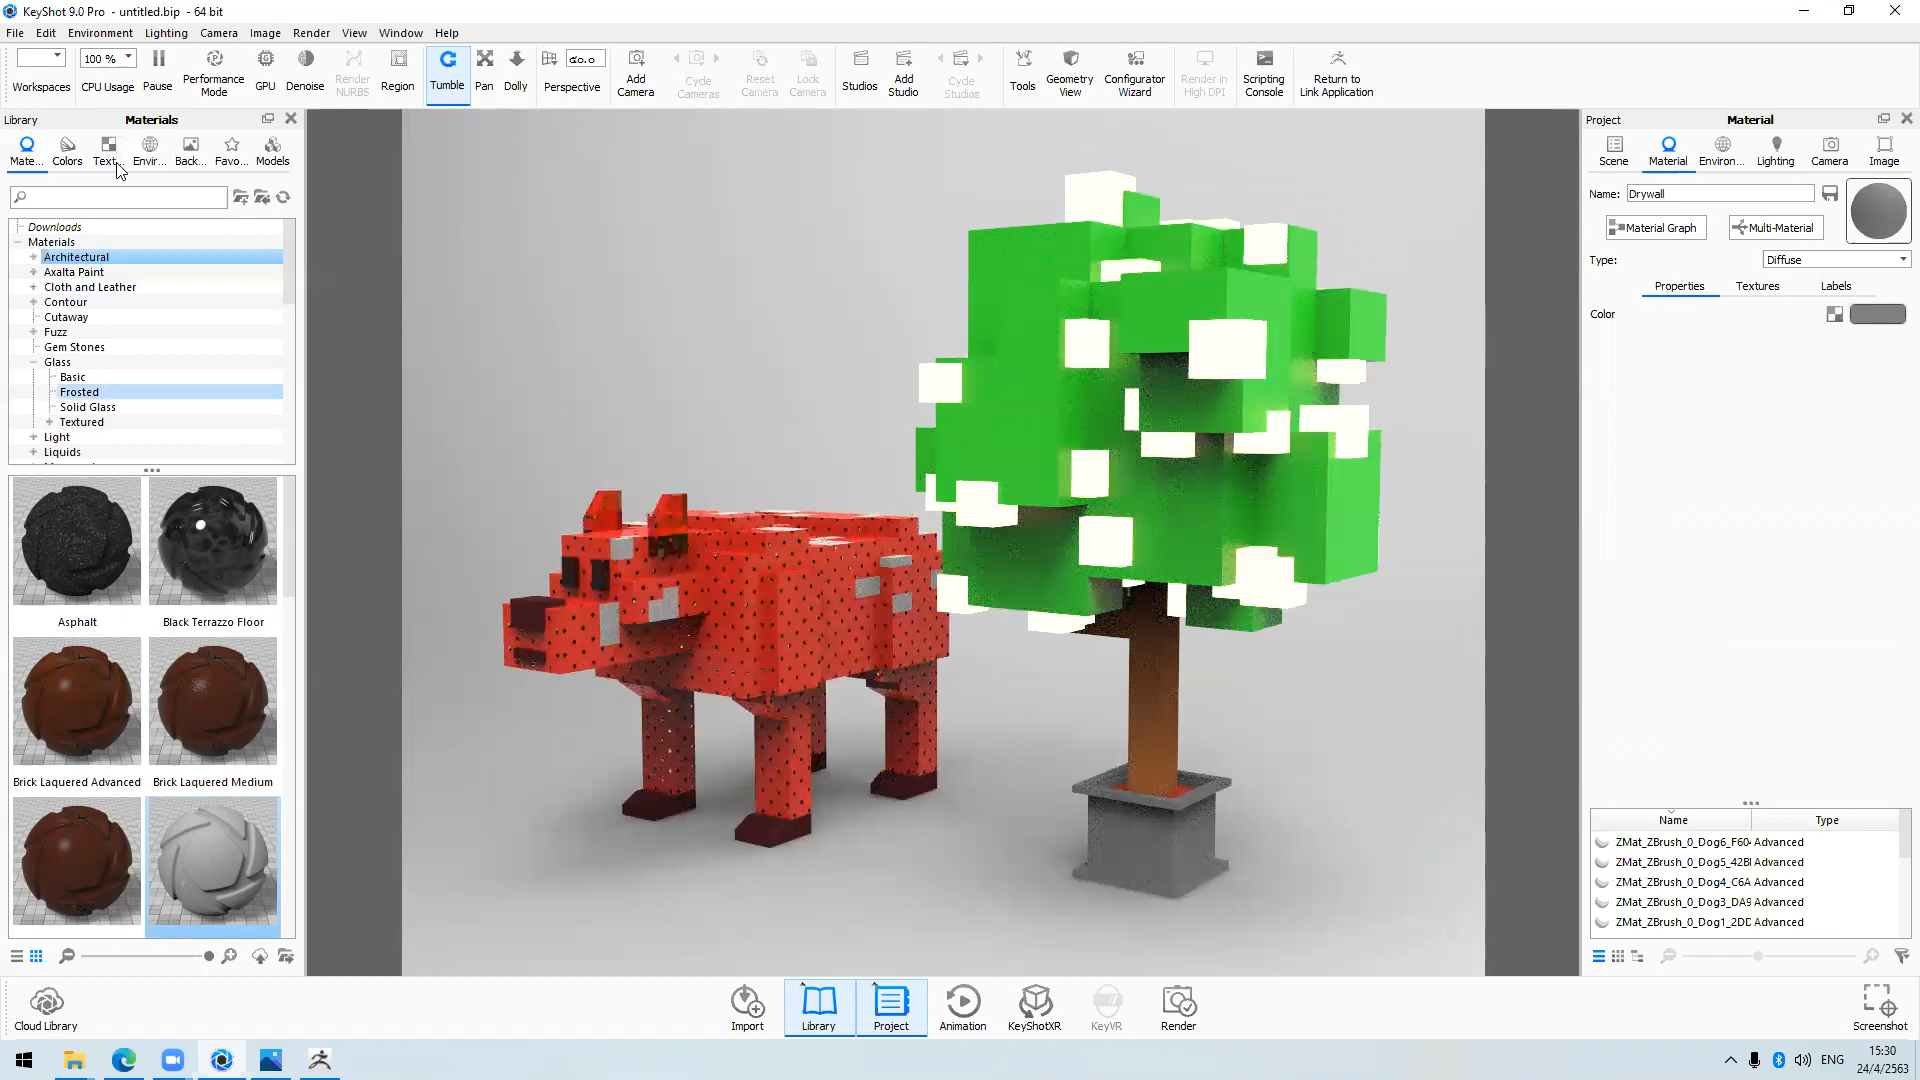 KeyShot 9.0 Pro - untitled.bip - 64 bit
File Edit Environment Lighting Camera Image Render View Window Help
Workspaces
100 %
CPU Usage
Pause
Performance Mode
GPU
Denoise
Render NURBS
Region
Tumble
Pan
Dolly
Perspective
Add Camera
Cycle Cameras
Reset Camera
Lock Camera
Studios
Add Studio
Cycle Studios
Tools
Geometry View
Configurator Wizard
Render in High DPI
Scripting Console
Return to Link Application
Library
Materials
Mate... Colors Text... Envir... Back... Favo... Models
Downloads
Materials
Architectural
Axalta Paint
Cloth and Leather
Contour
Cutaway
Fuzz
Gem Stones
Glass
Basic
Frosted
Solid Glass
Textured
Light
Liquids
Asphalt
Black Terrazzo Floor
Brick Laquered Advanced
Brick Laquered Medium
Project
Material
Scene Material Environ... Lighting Camera Image
Name: Drywall
Material Graph
Multi-Material
Type: Diffuse
Properties Textures Labels
Color
Name Type
ZMat_ZBrush_0_Dog6_F60 Advanced
ZMat_ZBrush_0_Dog5_42B Advanced
ZMat_ZBrush_0_Dog4_C6A Advanced
ZMat_ZBrush_0_Dog3_DA9 Advanced
ZMat_ZBrush_0_Dog1_2DD Advanced
Cloud Library
Import
Library
Project
Animation
KeyShotXR
KeyVR
Render
Screenshot
ENG
15:30
24/4/2563